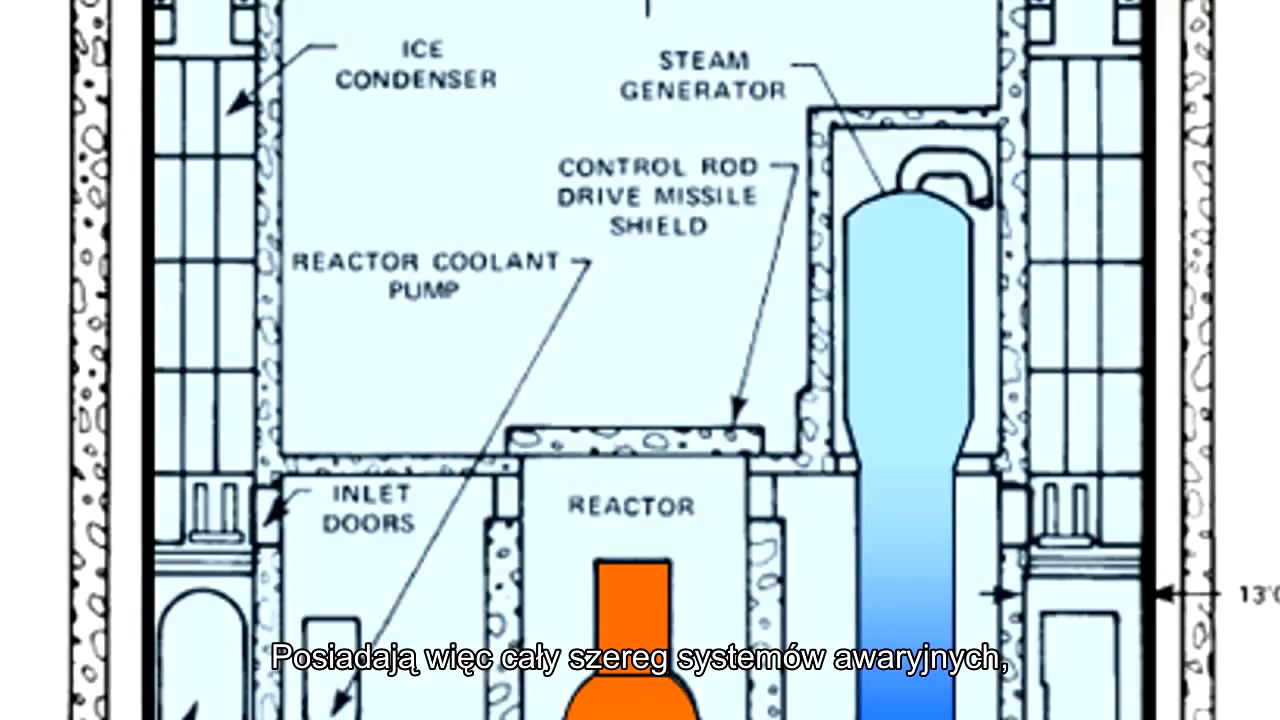 ICE
CONDENSER
STEAM
GENERATOR
CONTROL ROD
DRIVE MISSILE
SHIELD
REACTOR COOLANT
PUMP
INLET
DOORS
REACTOR
Posiadają więc cały szereg systemów awaryjnych,